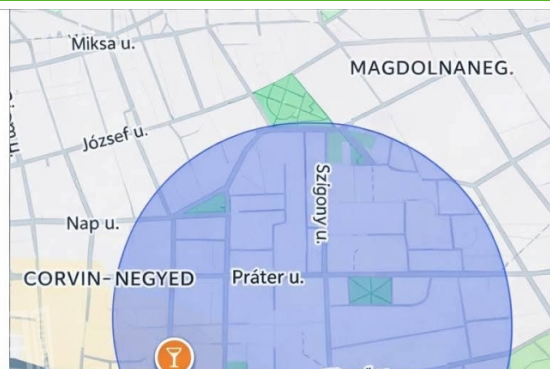 Miksa u.
MAGDOLNANEG.
József u.
Szigony u.
Nap u.
CORVIN-NEGYED
Práter u.